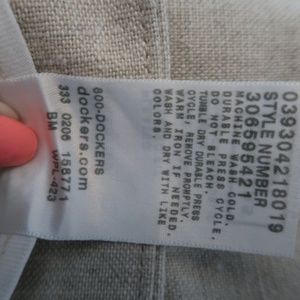 039304218019
STYLE NUMBER
306595421
MACHINE WASH COLD,
DURABLE PRESS CYCLE,
DO NOT BLEACH.
TUMBLE DRY DURABLE PRESS
CYCLE, REMOVE PROMPTLY.
WARM IRON IF NEEDED.
WASH AND DRY WITH LIKE
COLORS.
800-DOCKERS
dockers.com
333 0206 158771
BM WPL-423